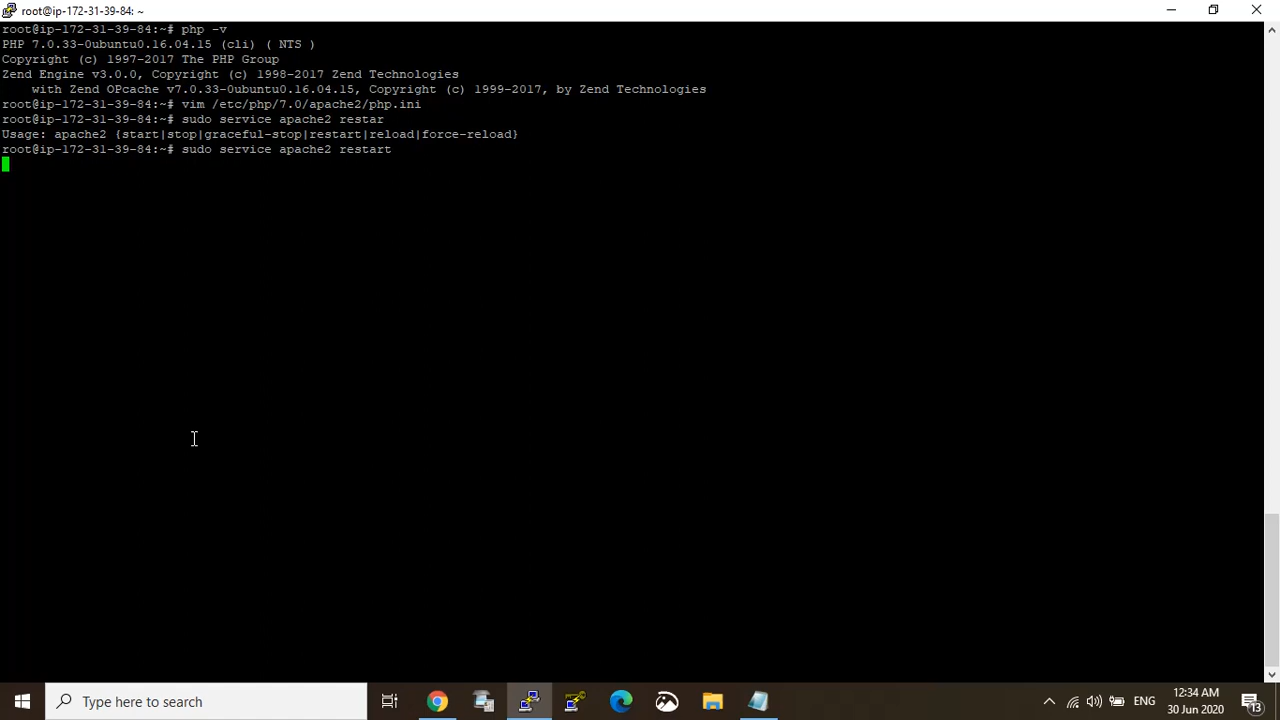 root@ip-172-31-39-84: ~
root@ip-172-31-39-84:~# php -v
PHP 7.0.33-0ubuntu0.16.04.15 (cli) ( NTS )
Copyright (c) 1997-2017 The PHP Group
Zend Engine v3.0.0, Copyright (c) 1998-2017 Zend Technologies
    with Zend OPcache v7.0.33-0ubuntu0.16.04.15, Copyright (c) 1999-2017, by Zend Technologies
root@ip-172-31-39-84:~# vim /etc/php/7.0/apache2/php.ini
root@ip-172-31-39-84:~# sudo service apache2 restar
Usage: apache2 {start|stop|graceful-stop|restart|reload|force-reload}
root@ip-172-31-39-84:~# sudo service apache2 restart
Type here to search
ENG
12:34 AM
30 Jun 2020
13